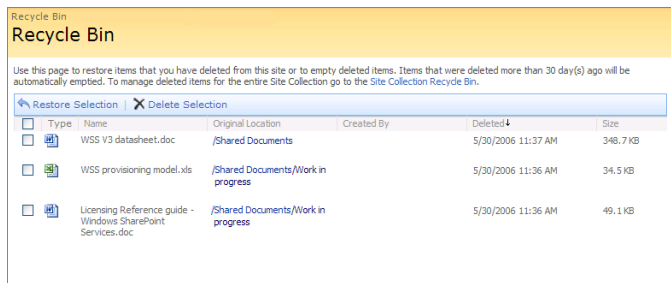 Recycle Bin
Recycle Bin
Use this page to restore items that you have deleted from this site or to empty deleted items. Items that were deleted more than 30 day(s) ago will be
automatically emptied. To manage deleted items for the entire Site Collection go to the Site Collection Recycle Bin.
Restore Selection | Delete Selection
Type Name Original Location Created By Deleted Size
WSS V3 datasheet.doc /Shared Documents 5/30/2006 11:37 AM 348.7 KB
WSS provisioning model.xls /Shared Documents/Work in 5/30/2006 11:36 AM 34.5 KB
progress
Licensing Reference guide - /Shared Documents/Work in 5/30/2006 11:36 AM 49.1 KB
Windows SharePoint progress
Services.doc